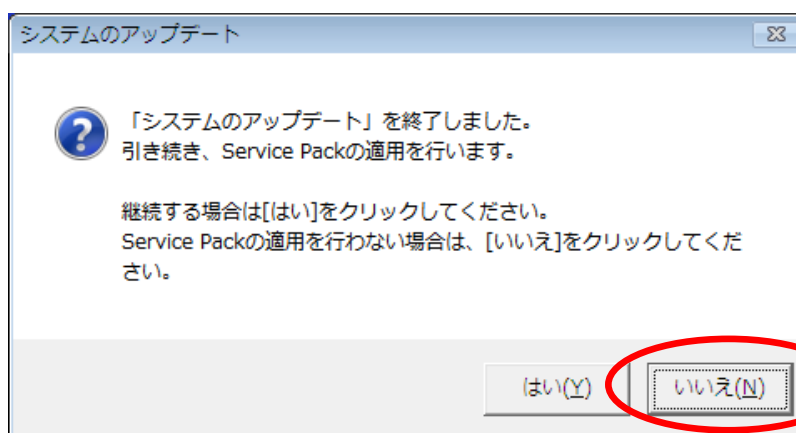 システムのアップデート
「システムのアップデート」を終了しました。
引き続き、Service Packの適用を行います。
継続する場合は[はい]をクリックしてください。
Service Packの適用を行わない場合は、[いいえ]をクリックしてくだ
さい。
はい(Y)
いいえ(N)